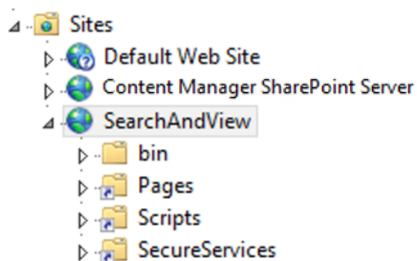 Sites
Default Web Site
Content Manager SharePoint Server
SearchAndView
bin
Pages
Scripts
SecureServices